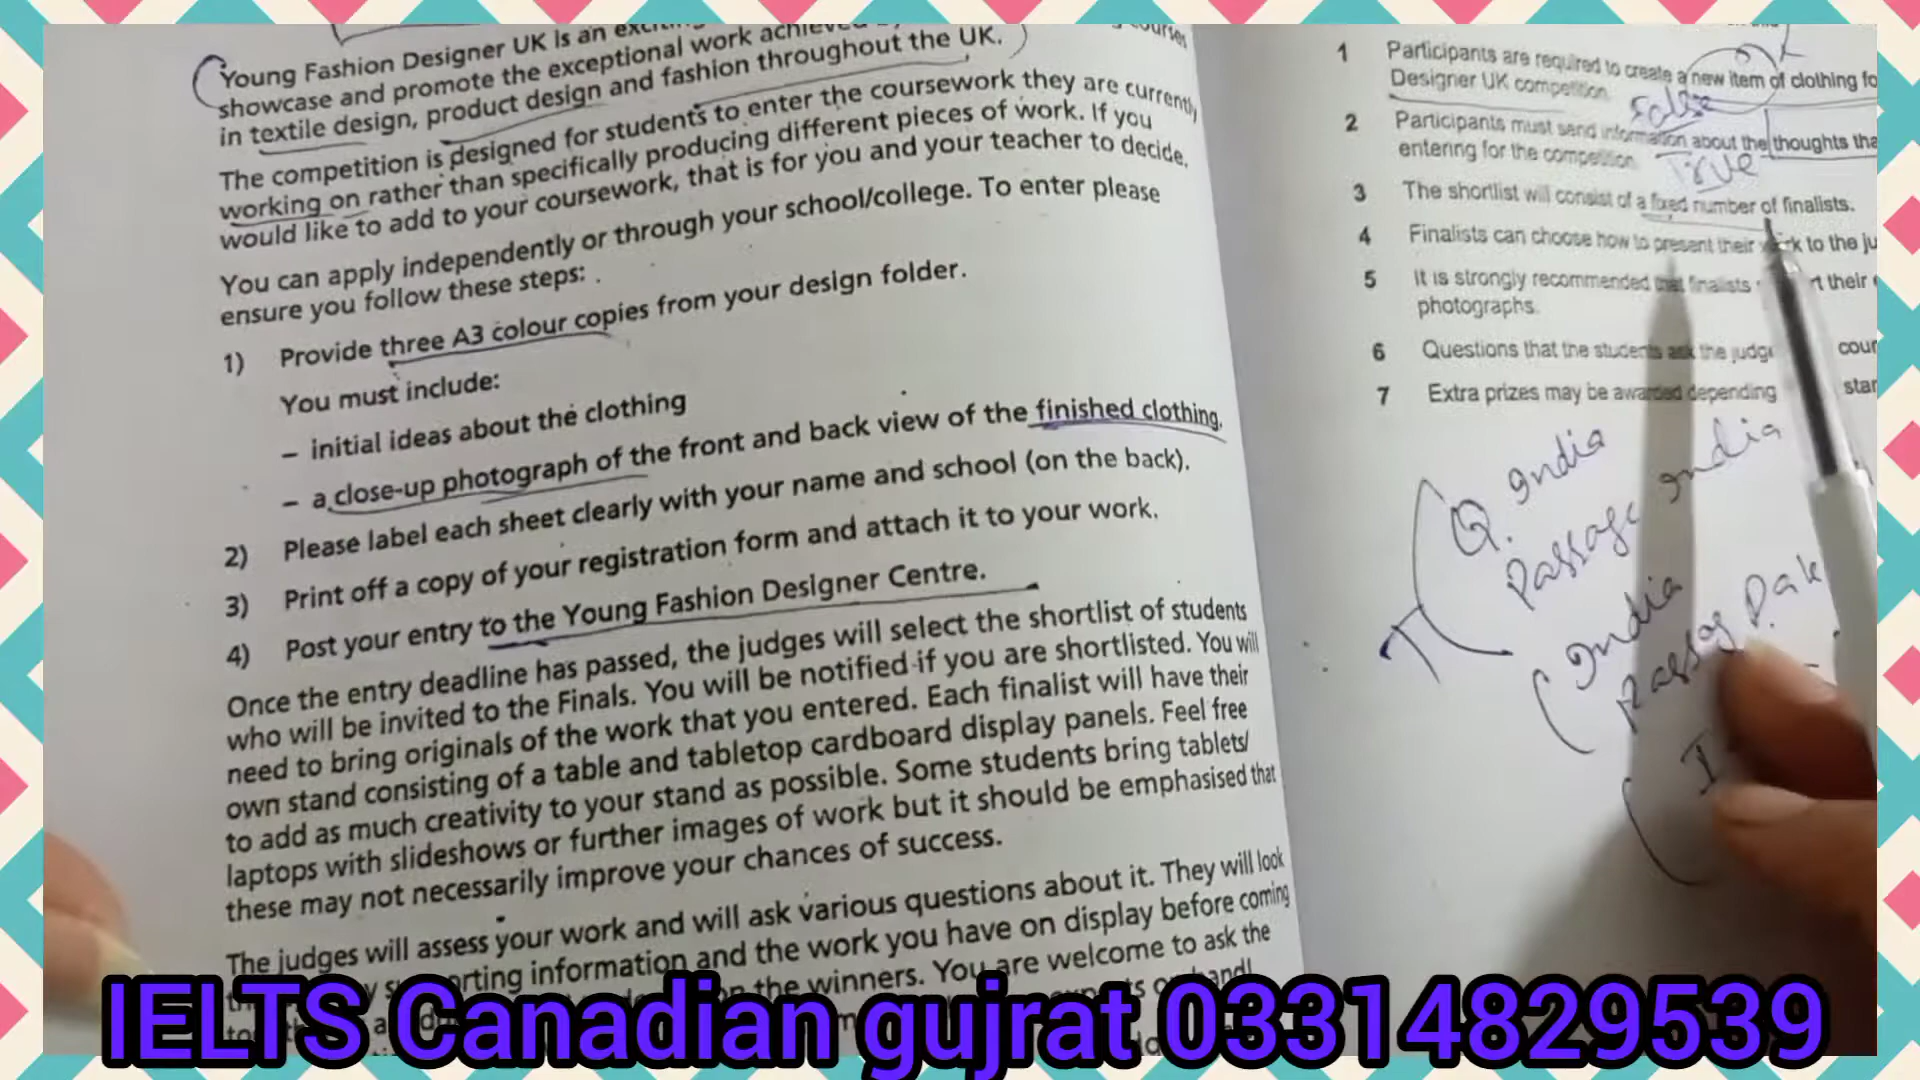 Young Fashion Designer UK is an
showcase and promote the exceptional work achieved
in textile design, product design and fashion throughout the UK.
courses
The competition is designed for students to enter the coursework they are currently
working on rather than specifically producing different pieces of work. If you
would like to add to your coursework, that is for you and your teacher to decide.
You can apply independently or through your school/college. To enter please
ensure you follow these steps:
1) Provide three A3 colour copies from your design folder.
You must include:
– initial ideas about the clothing
– a close-up photograph of the front and back view of the finished clothing.
2) Please label each sheet clearly with your name and school (on the back).
3) Print off a copy of your registration form and attach it to your work.
4) Post your entry to the Young Fashion Designer Centre.
Once the entry deadline has passed, the judges will select the shortlist of students
who will be invited to the Finals. You will be notified if you are shortlisted. You will
need to bring originals of the work that you entered. Each finalist will have their
own stand consisting of a table and tabletop cardboard display panels. Feel free
to add as much creativity to your stand as possible. Some students bring tablets/
laptops with slideshows or further images of work but it should be emphasised that
these may not necessarily improve your chances of success.
The judges will assess your work and will ask various questions about it. They will look
information and the work you have on display before coming
the winners. You are welcome to ask the
1 Participants are required to create a new item of clothing fo
Designer UK competition.
False
2 Participants must send information about the thoughts tha
entering for the competition.
True
3 The shortlist will consist of a fixed number of finalists.
4 Finalists can choose how to present their to the ju
5 It is strongly recommended that finalists their
photographs.
6 Questions that the students ask the judge cour
7 Extra prizes may be awarded depending star
Q. India
Passage India
T
India
Passag Pak
I
IELTS Canadian gujrat 03314829539